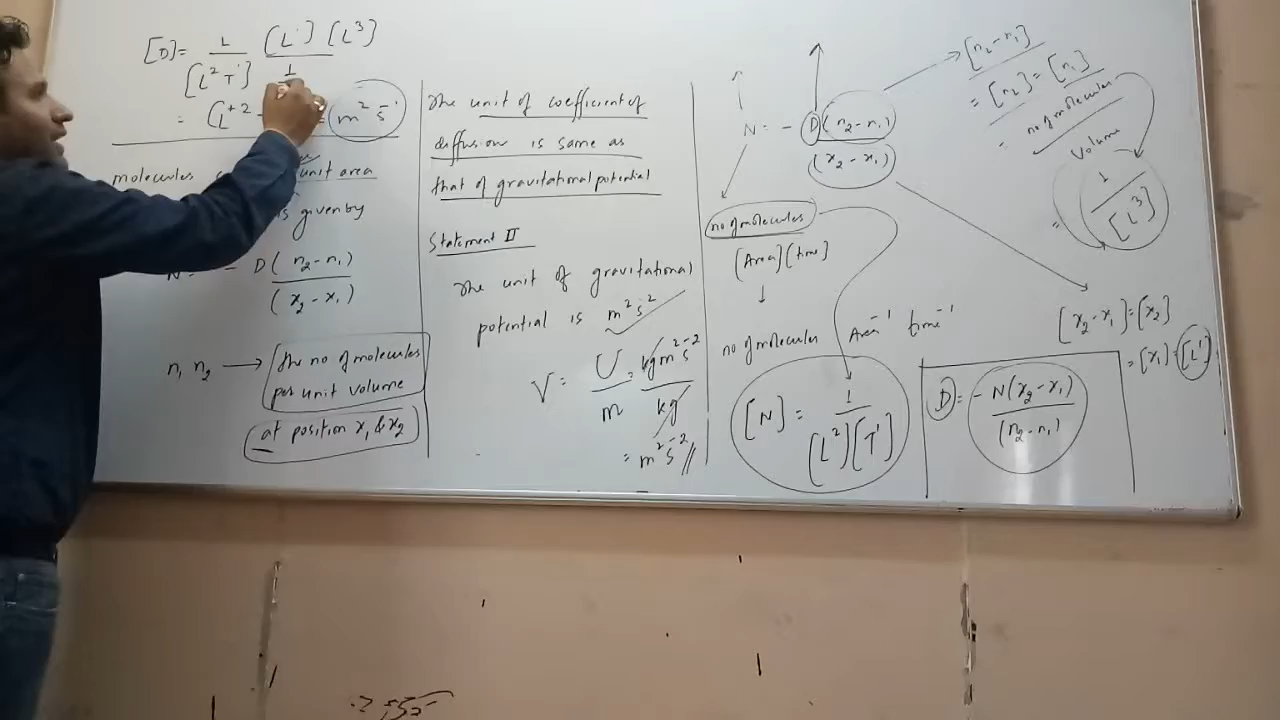 [D] = 1/[L² T¹] [L¹] [L³]/1
= [L⁺²
m² s⁻¹
molecules unit area
is given by
N = - D(n₂-n₁)/(x₂-x₁)
n₁ n₂ → the no of molecules
per unit volume
at position x₁ & x₂
The unit of coefficient of
diffusion is same as
that of gravitational potential
Statement II
The unit of gravitational
potential is m² s²
V = U/m = kg m² s⁻²/kg
= m² s⁻²
N = - D(n₂-n₁)/(x₂-x₁)
no of molecules
[Area][time]
↓
no of molecules Area⁻¹ time⁻¹
[N] = 1/[L²][T¹]
[n₂-n₁]
= [n₂] = [n₁]
= no of molecules
Volume
= 1/[L³]
[x₂-x₁] = [x₂]
= [x₁] = [L¹]
D = -N(x₂-x₁)/(n₂-n₁)